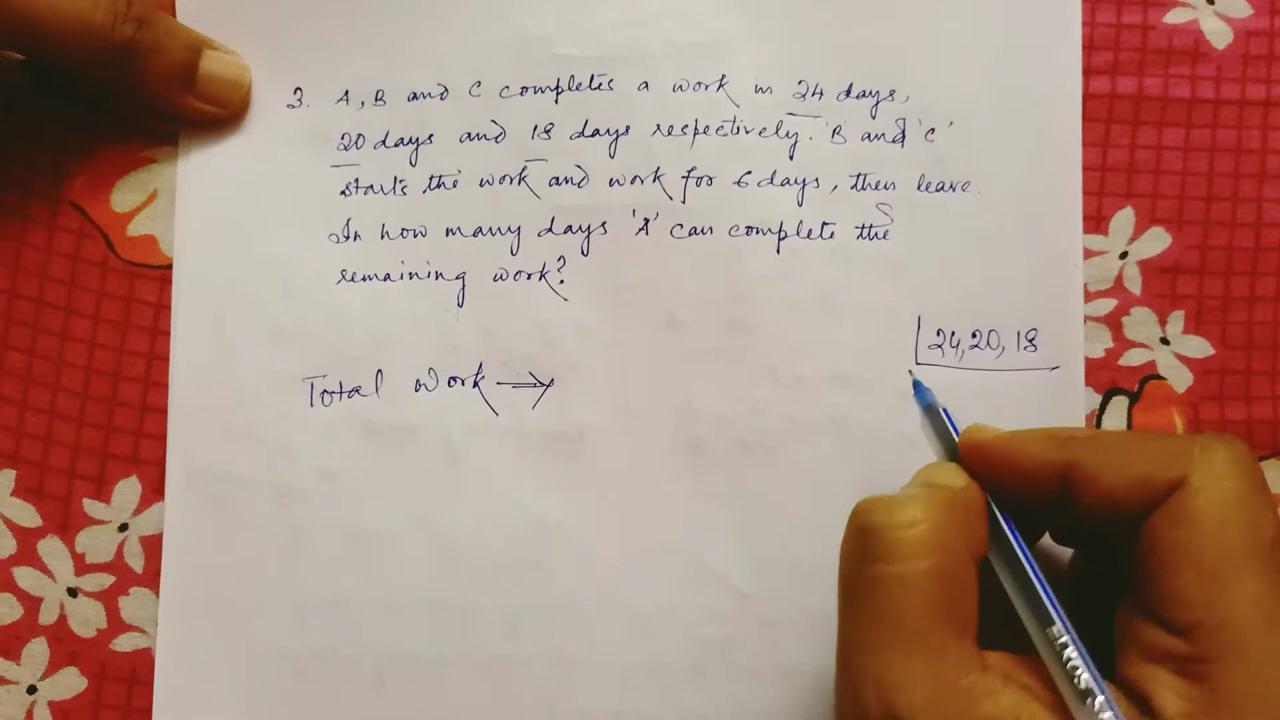 3. A, B and C completes a work in 24 days,
20 days and 18 days respectively. 'B and 'C'
starts the work and work for 6 days, then leave.
In how many days 'A' can complete the
remaining work?
24, 20, 18
Total work →